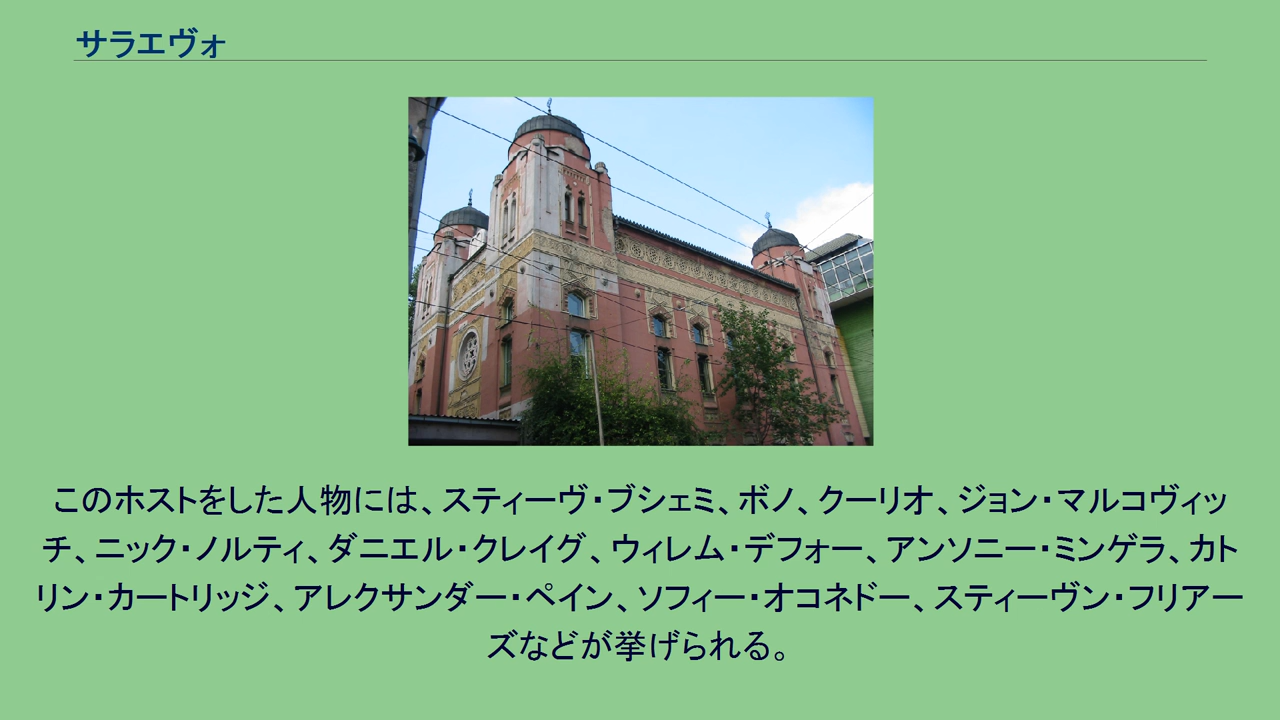 サラエヴォ
このホストをした人物には、スティーヴ・ブシェミ、ボノ、クーリオ、ジョン・マルコヴィッ
チ、ニック・ノルティ、ダニエル・クレイグ、ウィレム・デフォー、アンソニー・ミンゲラ、カト
リン・カートリッジ、アレクサンダー・ペイン、ソフィー・オコネドー、スティーヴン・フリアー
ズなどが挙げられる。